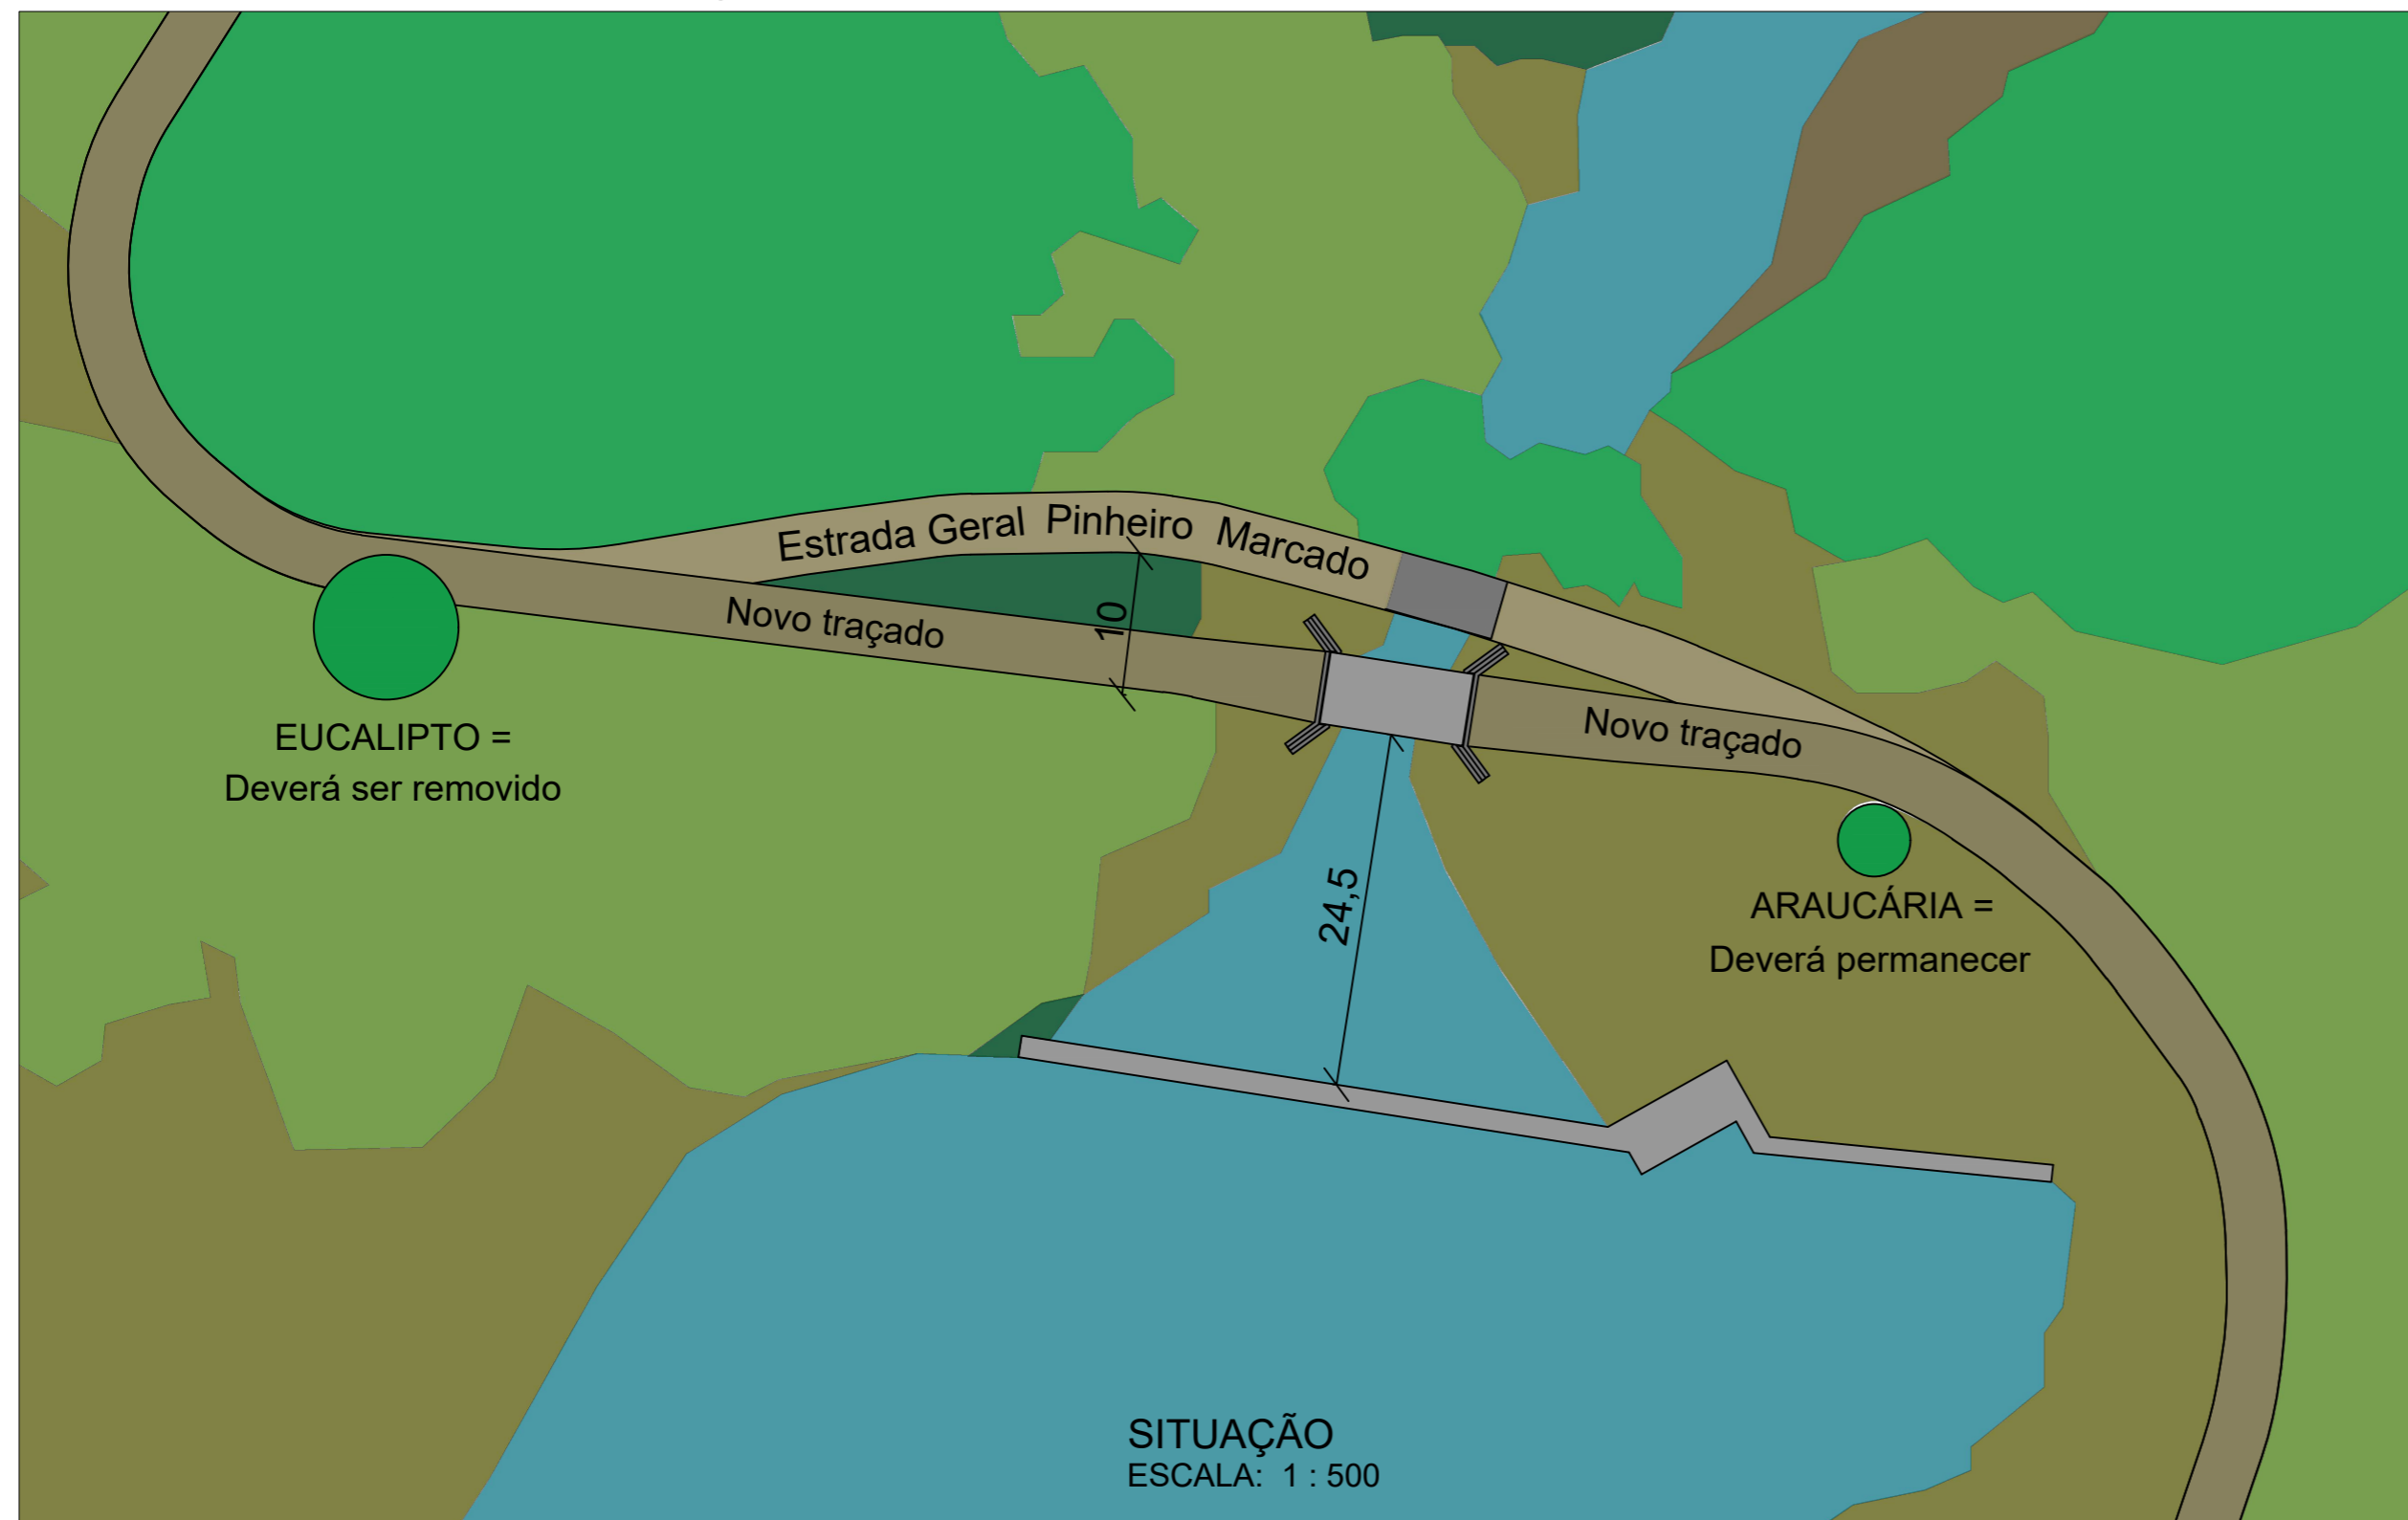 Estrada Geral Pinheiro Marcado
Novo traçado
10
Novo traçado
EUCALIPTO =
Deverá ser removido
24,5
ARAUCÁRIA =
Deverá permanecer
SITUAÇÃO
ESCALA: 1 : 500